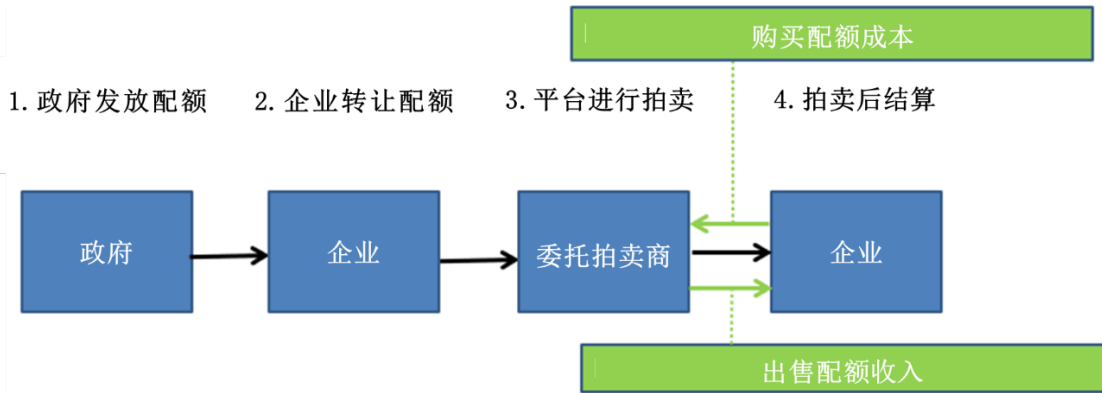 购买配额成本
1.政府发放配额
2.企业转让配额
3.平台进行拍卖
4.拍卖后结算
政府
企业
委托拍卖商
企业
出售配额收入